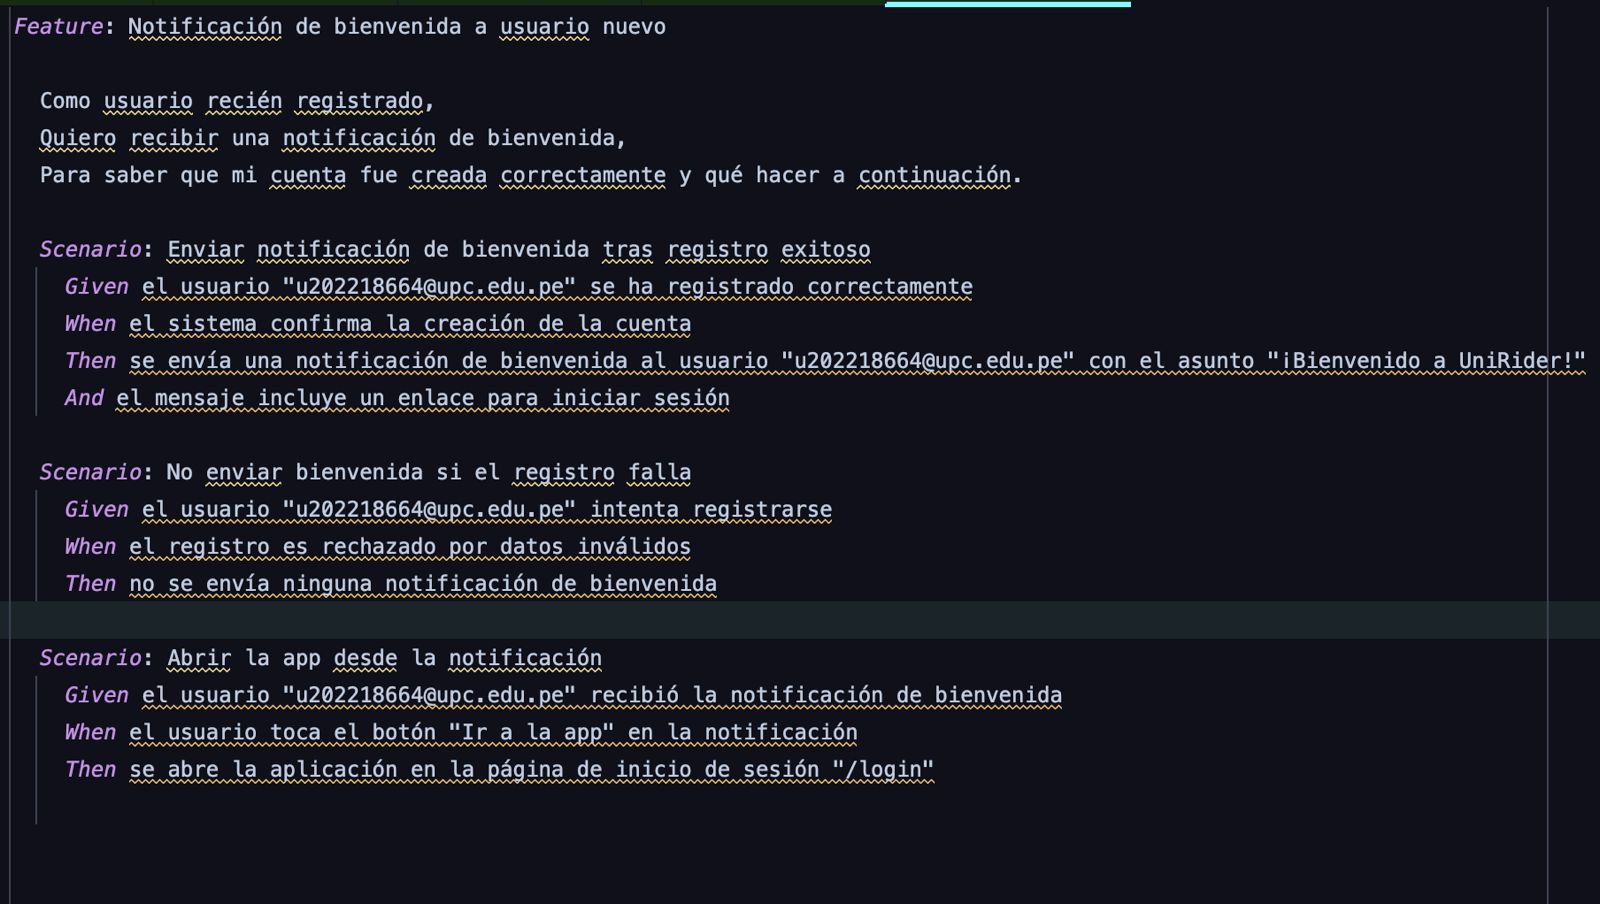 Feature: Notificación de bienvenida a usuario nuevo
Como usuario recién registrado,
Quiero recibir una notificación de bienvenida,
Para saber que mi cuenta fue creada correctamente y qué hacer a continuación.
Scenario: Enviar notificación de bienvenida tras registro exitoso
Given el usuario "u202218664@upc.edu.pe" se ha registrado correctamente
When el sistema confirma la creación de la cuenta
Then se envía una notificación de bienvenida al usuario "u202218664@upc.edu.pe" con el asunto "¡Bienvenido a UniRider!"
And el mensaje incluye un enlace para iniciar sesión
Scenario: No enviar bienvenida si el registro falla
Given el usuario "u202218664@upc.edu.pe" intenta registrarse
When el registro es rechazado por datos inválidos
Then no se envía ninguna notificación de bienvenida
Scenario: Abrir la app desde la notificación
Given el usuario "u202218664@upc.edu.pe" recibió la notificación de bienvenida
When el usuario toca el botón "Ir a la app" en la notificación
Then se abre la aplicación en la página de inicio de sesión "/login"